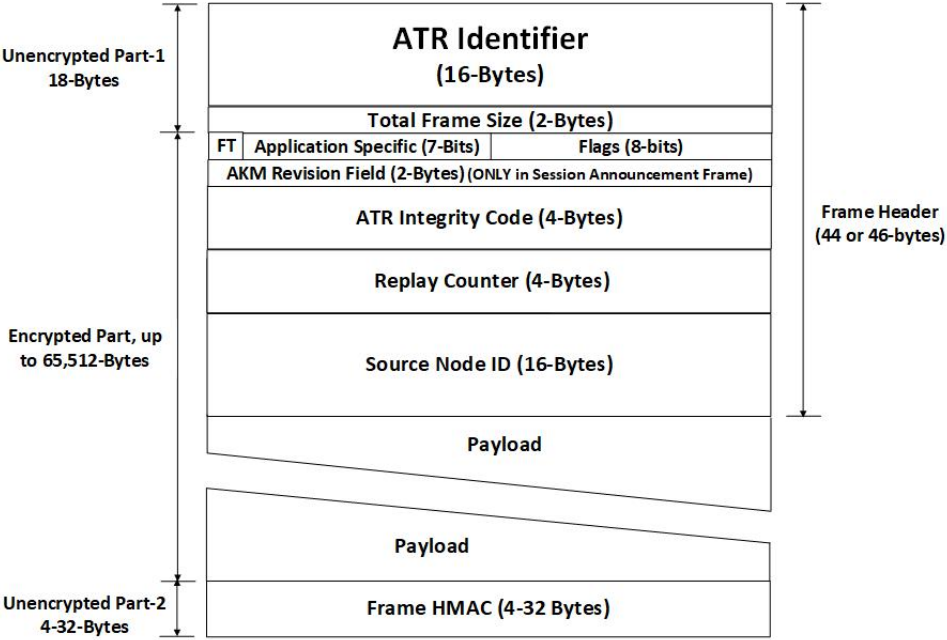 ATR Identifier
(16-Bytes)
Unencrypted Part-1
18-Bytes
Total Frame Size (2-Bytes)
FT
Application Specific (7-Bits)
Flags (8-bits)
AKM Revision Field (2-Bytes) (ONLY in Session Announcement Frame)
ATR Integrity Code (4-Bytes)
Frame Header
(44 or 46-bytes)
Replay Counter (4-Bytes)
Encrypted Part, up
to 65,512-Bytes
Source Node ID (16-Bytes)
Payload
Payload
Unencrypted Part-2
4-32-Bytes
Frame HMAC (4-32 Bytes)